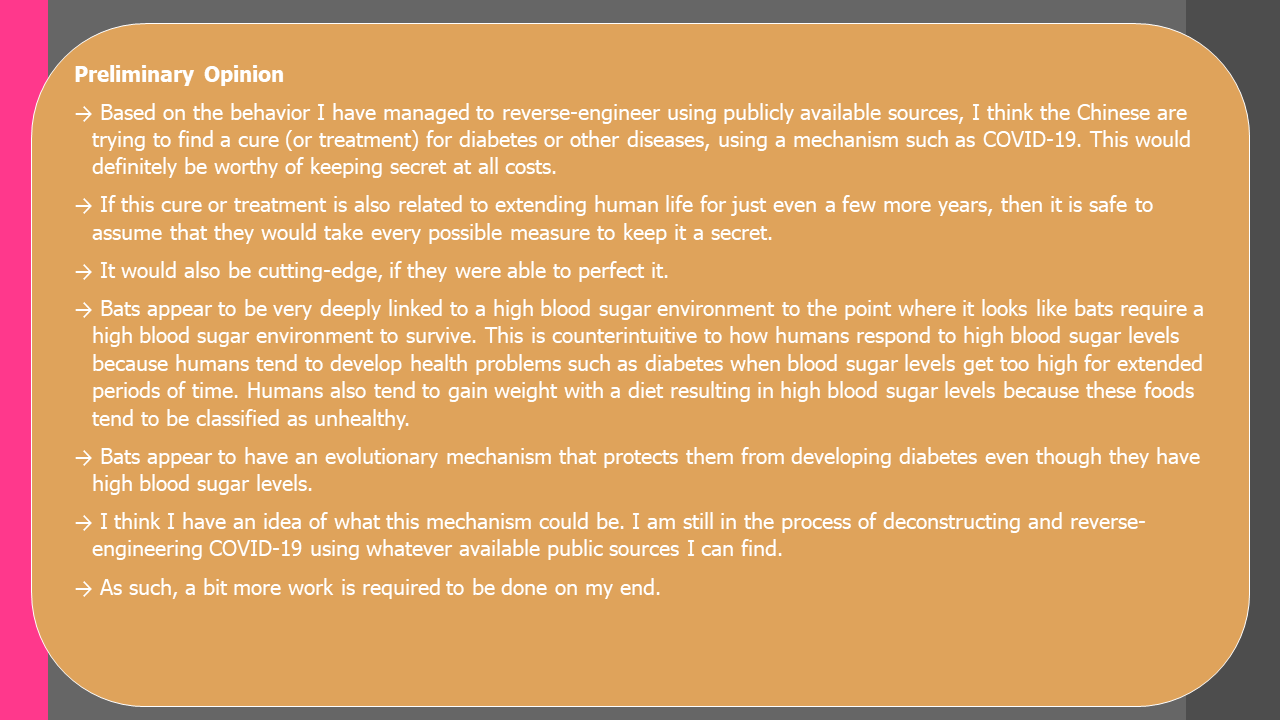 Preliminary Opinion
→ Based on the behavior I have managed to reverse-engineer using publicly available sources, I think the Chinese are
trying to find a cure (or treatment) for diabetes or other diseases, using a mechanism such as COVID-19. This would
definitely be worthy of keeping secret at all costs.
→ If this cure or treatment is also related to extending human life for just even a few more years, then it is safe to
assume that they would take every possible measure to keep it a secret.
→ It would also be cutting-edge, if they were able to perfect it.
→ Bats appear to be very deeply linked to a high blood sugar environment to the point where it looks like bats require a
high blood sugar environment to survive. This is counterintuitive to how humans respond to high blood sugar levels
because humans tend to develop health problems such as diabetes when blood sugar levels get too high for extended
periods of time. Humans also tend to gain weight with a diet resulting in high blood sugar levels because these foods
tend to be classified as unhealthy.
→ Bats appear to have an evolutionary mechanism that protects them from developing diabetes even though they have
high blood sugar levels.
→ I think I have an idea of what this mechanism could be. I am still in the process of deconstructing and reverse-
engineering COVID-19 using whatever available public sources I can find.
→ As such, a bit more work is required to be done on my end.